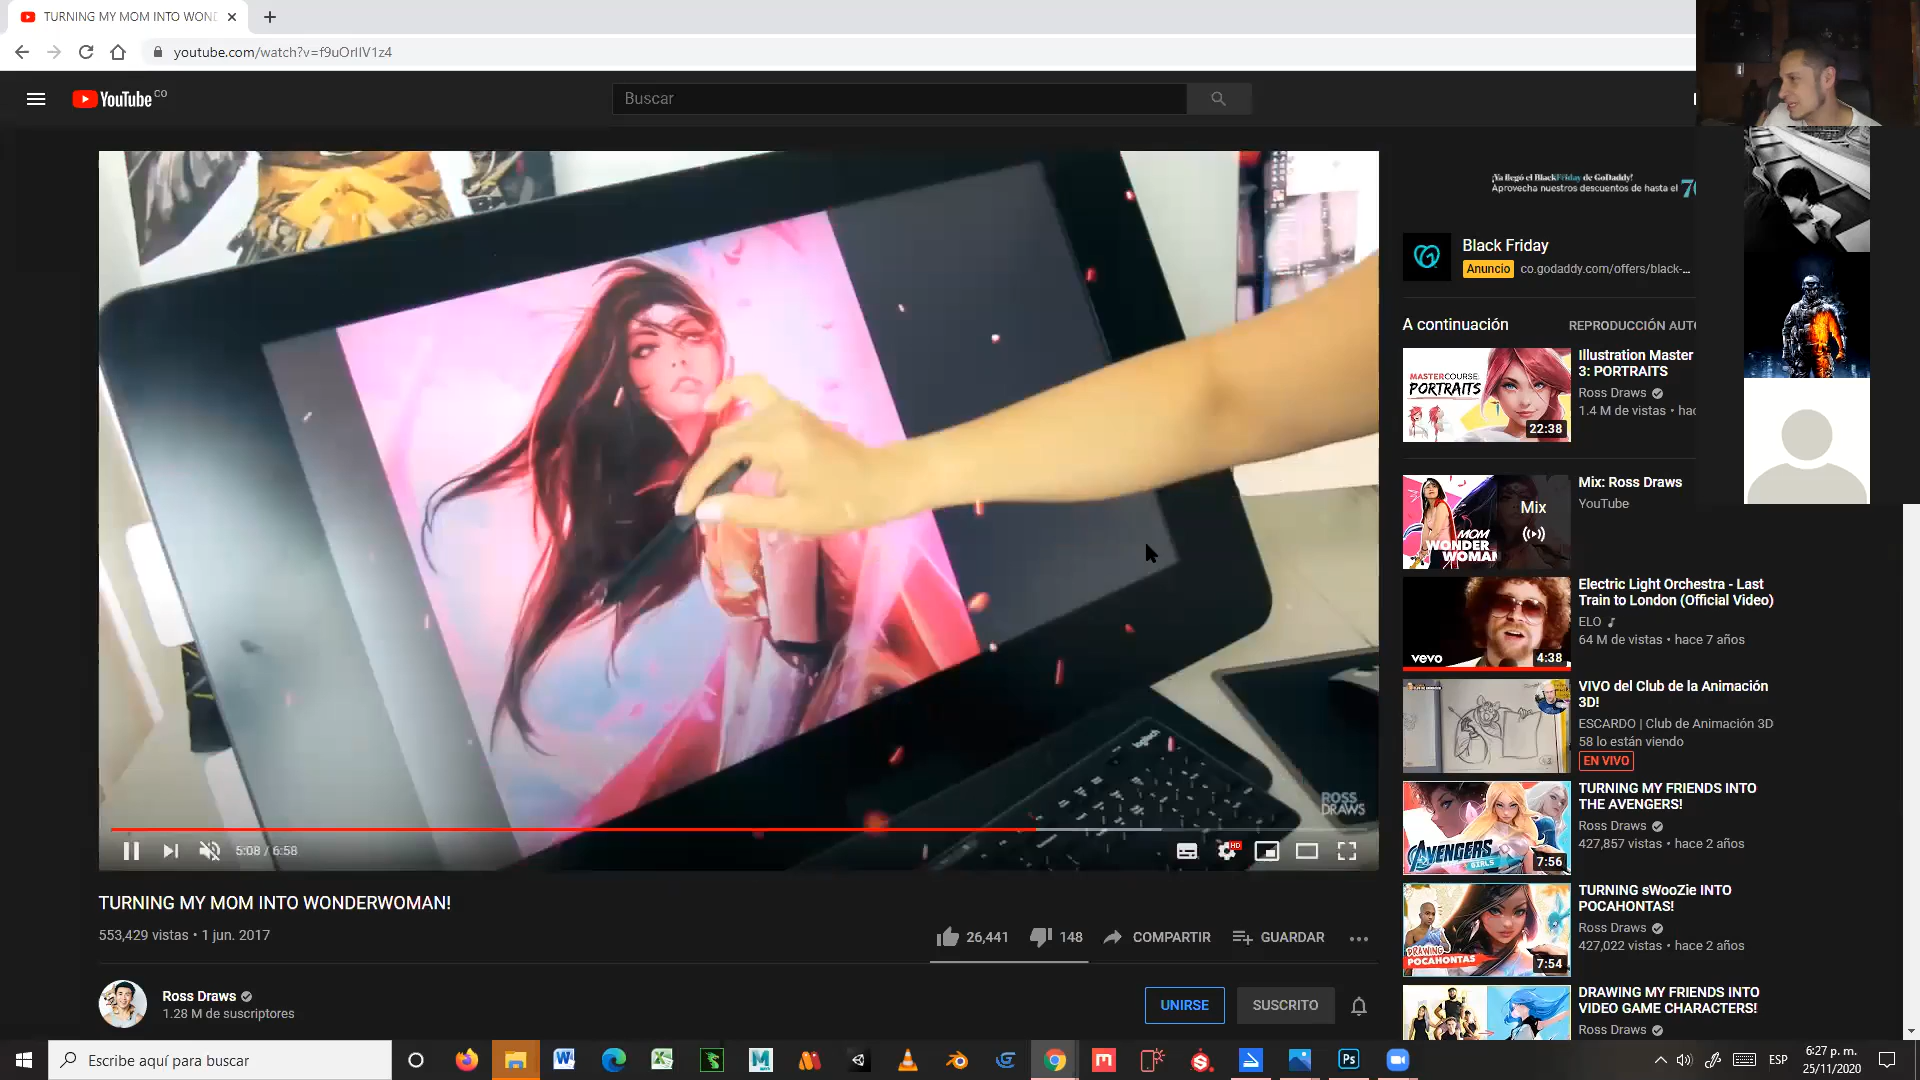 TURNING MY MOM INTO WOND
youtube.com/watch?v=f9uOrIlV1z4
YouTube CO
Buscar
¡Ya llegó el BlackFriday de GoDaddy!
Aprovecha nuestros descuentos de hasta el 70
Black Friday
Anuncio co.godaddy.com/offers/black-...
A continuación
REPRODUCCIÓN AUTO
MASTERCOURSE:
PORTRAITS
22:38
Illustration Master
3: PORTRAITS
Ross Draws
1.4 M de vistas • hac
MOM
WONDER
WOMAN
Mix
Mix: Ross Draws
YouTube
vevo
4:38
Electric Light Orchestra - Last
Train to London (Official Video)
ELO
64 M de vistas • hace 7 años
VIVO del Club de la Animación
3D!
ESCARDO | Club de Animación 3D
58 lo están viendo
EN VIVO
AVENGERS
GIRLS
7:56
TURNING MY FRIENDS INTO
THE AVENGERS!
Ross Draws
427,857 vistas • hace 2 años
DRAWING
POCAHONTAS
7:54
TURNING sWooZie INTO
POCAHONTAS!
Ross Draws
427,022 vistas • hace 2 años
DRAWING MY FRIENDS INTO
VIDEO GAME CHARACTERS!
Ross Draws
ROSS
DRAWS
5:08 / 6:58
HD
TURNING MY MOM INTO WONDERWOMAN!
553,429 vistas • 1 jun. 2017
26,441
148
COMPARTIR
GUARDAR
Ross Draws
1.28 M de suscriptores
UNIRSE
SUSCRITO
Escribe aquí para buscar
ESP
6:27 p. m.
25/11/2020